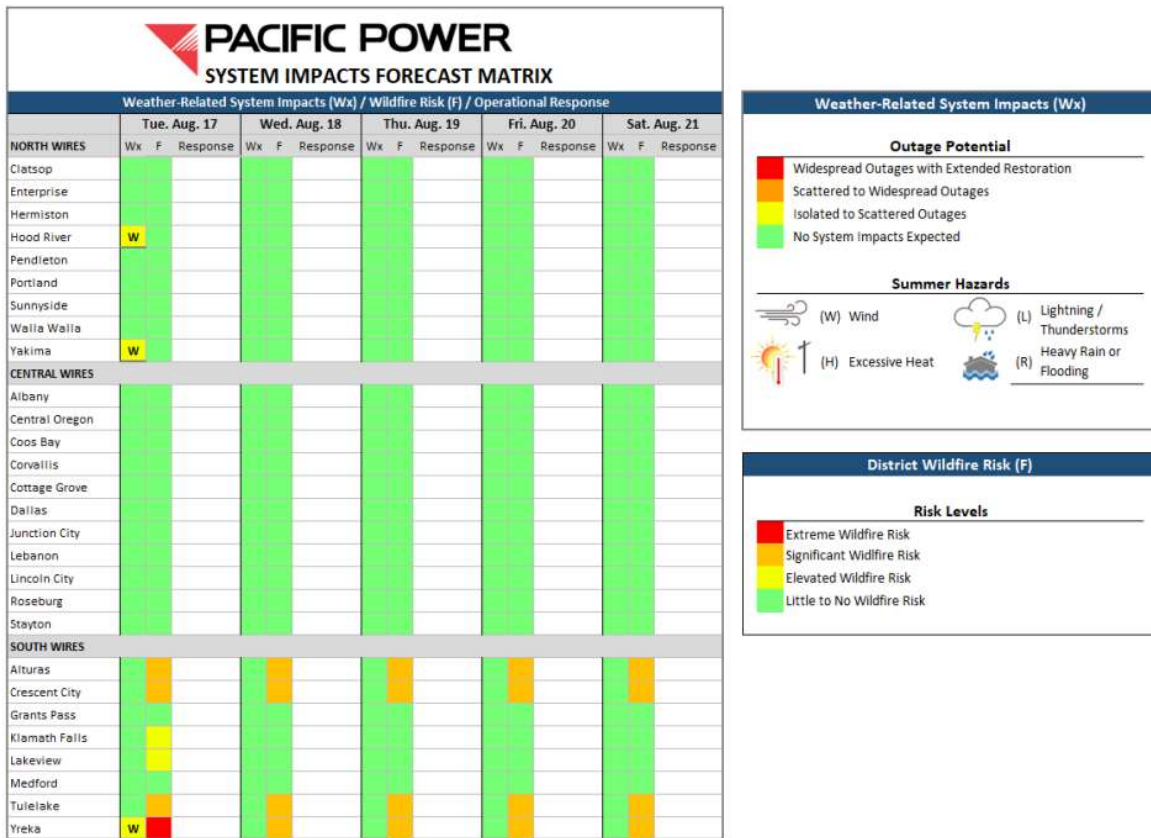 PACIFIC POWER
SYSTEM IMPACTS FORECAST MATRIX
Weather-Related System Impacts (Wx) / Wildfire Risk (F) / Operational Response
Tue. Aug. 17 Wed. Aug. 18 Thu. Aug. 19 Fri. Aug. 20 Sat. Aug. 21
NORTH WIRES Wx F Response Wx F Response Wx F Response Wx F Response Wx F Response
Clatsop
Enterprise
Hermiston
Hood River W
Pendleton
Portland
Sunnyside
Walla Walla
Yakima W
CENTRAL WIRES
Albany
Central Oregon
Coos Bay
Corvallis
Cottage Grove
Dallas
Junction City
Lebanon
Lincoln City
Roseburg
Stayton
SOUTH WIRES
Alturas
Crescent City
Grants Pass
Klamath Falls
Lakeview
Medford
Tulelake
Yreka W
Weather-Related System Impacts (Wx)
Outage Potential
Widespread Outages with Extended Restoration
Scattered to Widespread Outages
Isolated to Scattered Outages
No System Impacts Expected
Summer Hazards
(W) Wind
(L) Lightning / Thunderstorms
(H) Excessive Heat
(R) Heavy Rain or Flooding
District Wildfire Risk (F)
Risk Levels
Extreme Wildfire Risk
Significant Widlfire Risk
Elevated Wildfire Risk
Little to No Wildfire Risk